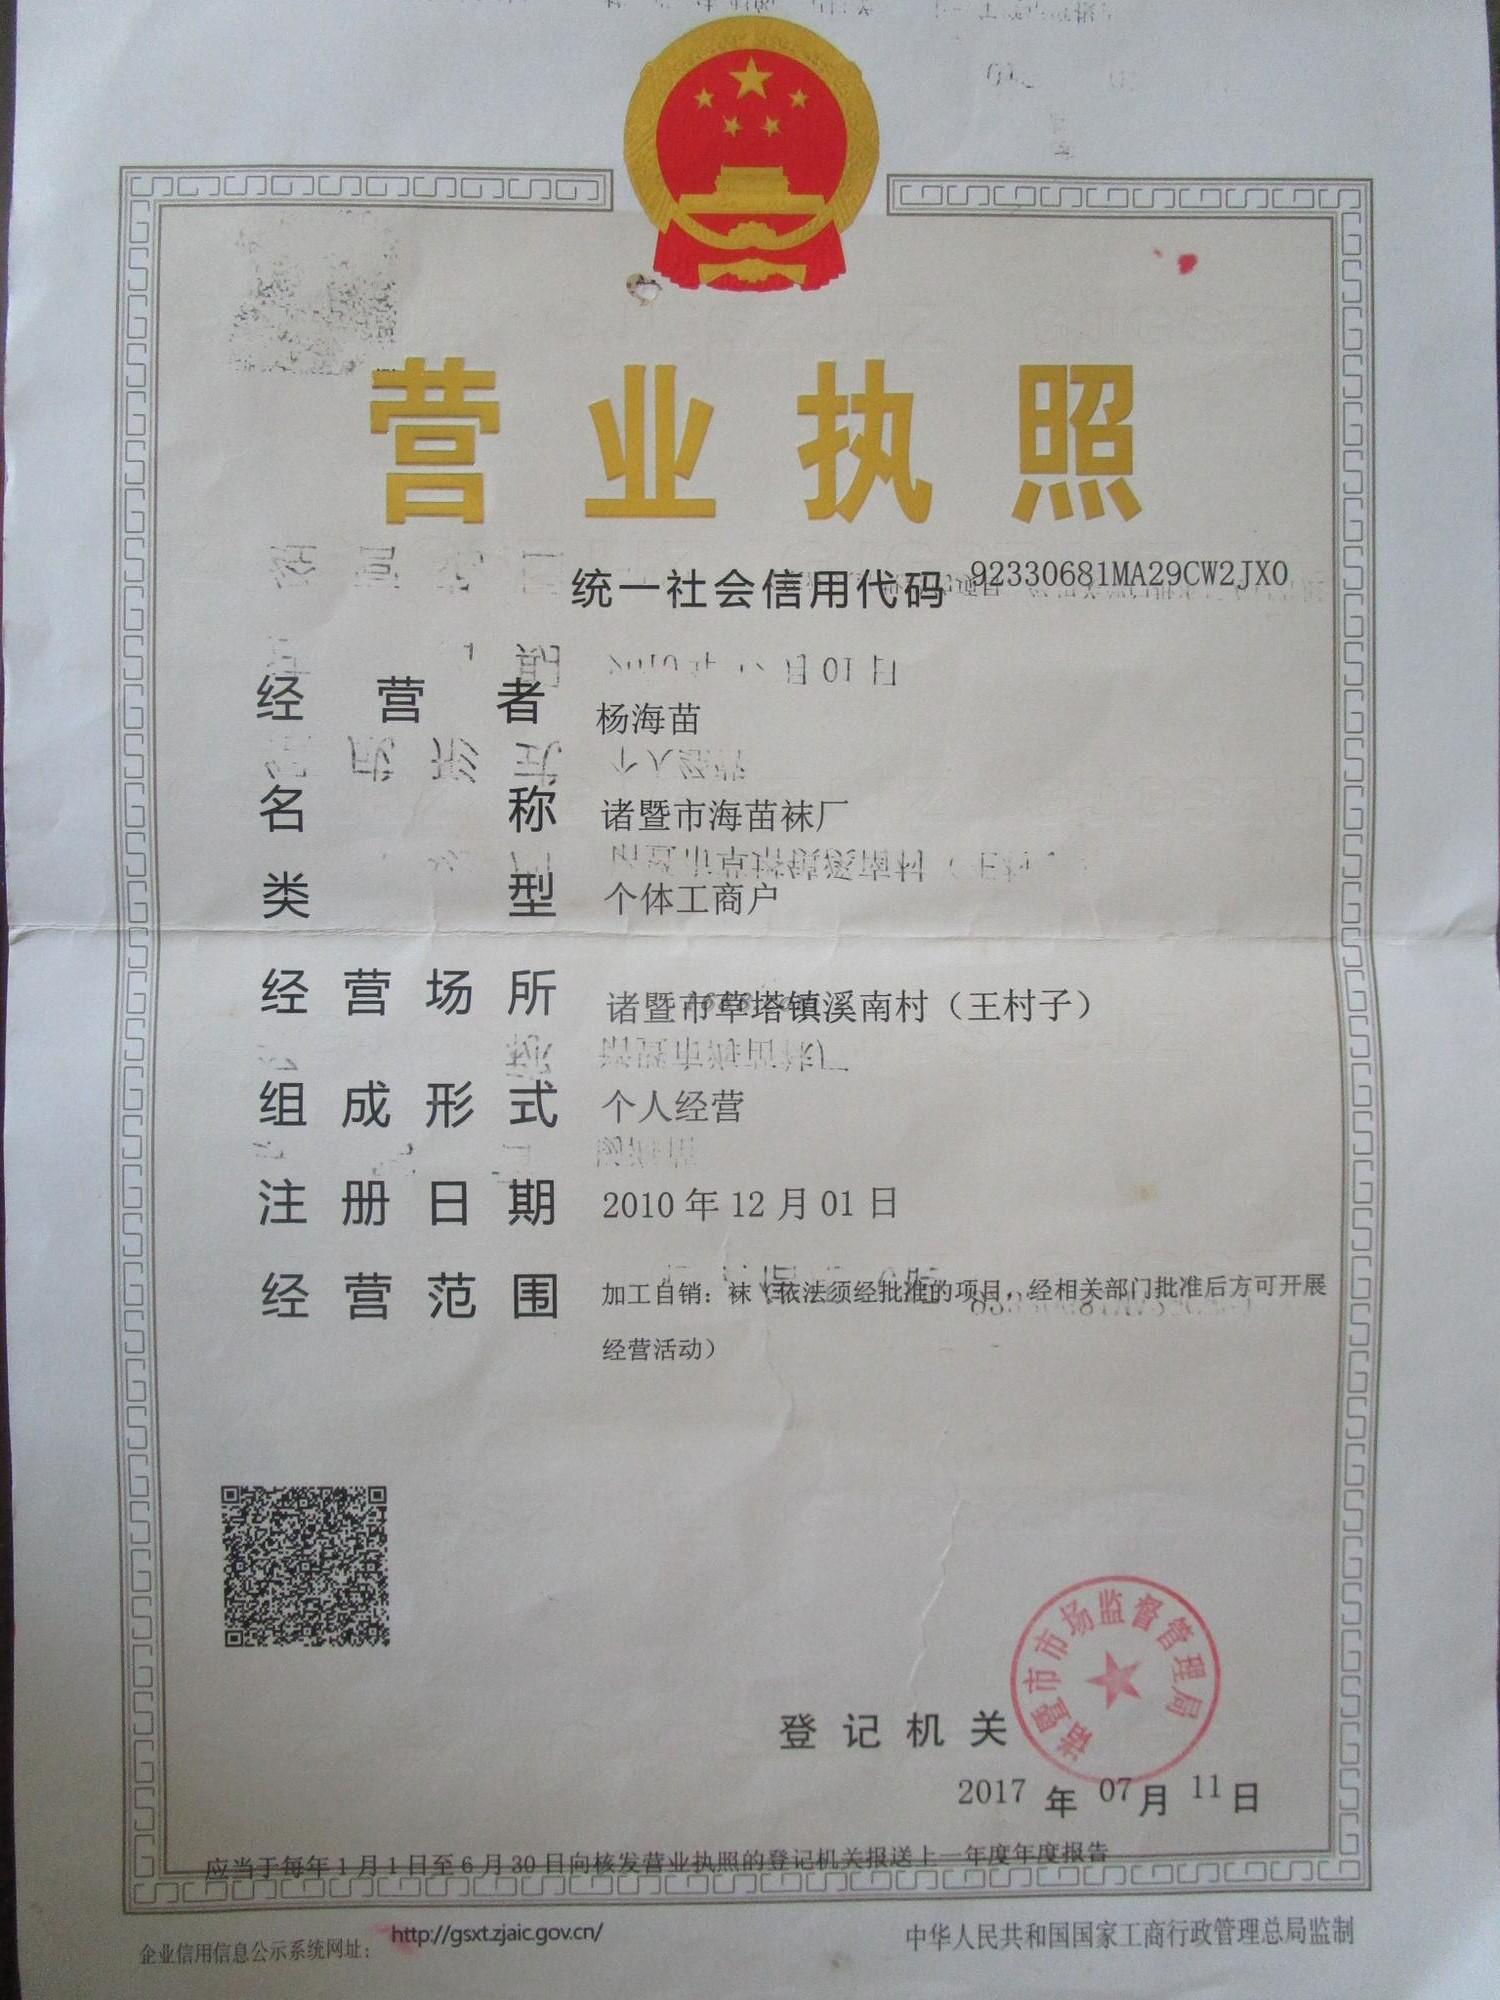 营业执照
统一社会信用代码 92330681MA29CW2JX0
经营者 杨海苗
名称 诸暨市海苗袜厂
类型 个体工商户
经营场所 诸暨市草塔镇溪南村（王村子）
组成形式 个人经营
注册日期 2010年12月01日
经营范围 加工自销：袜（依法须经批准的项目，经相关部门批准后方可开展
经营活动）
诸暨市市场监督管理局
登记机关
2017年07月11日
应当于每年1月1日至6月30日向核发营业执照的登记机关报送上一年度年度报告
企业信用信息公示系统网址： http://gsxt.zjaic.gov.cn/
中华人民共和国国家工商行政管理总局监制